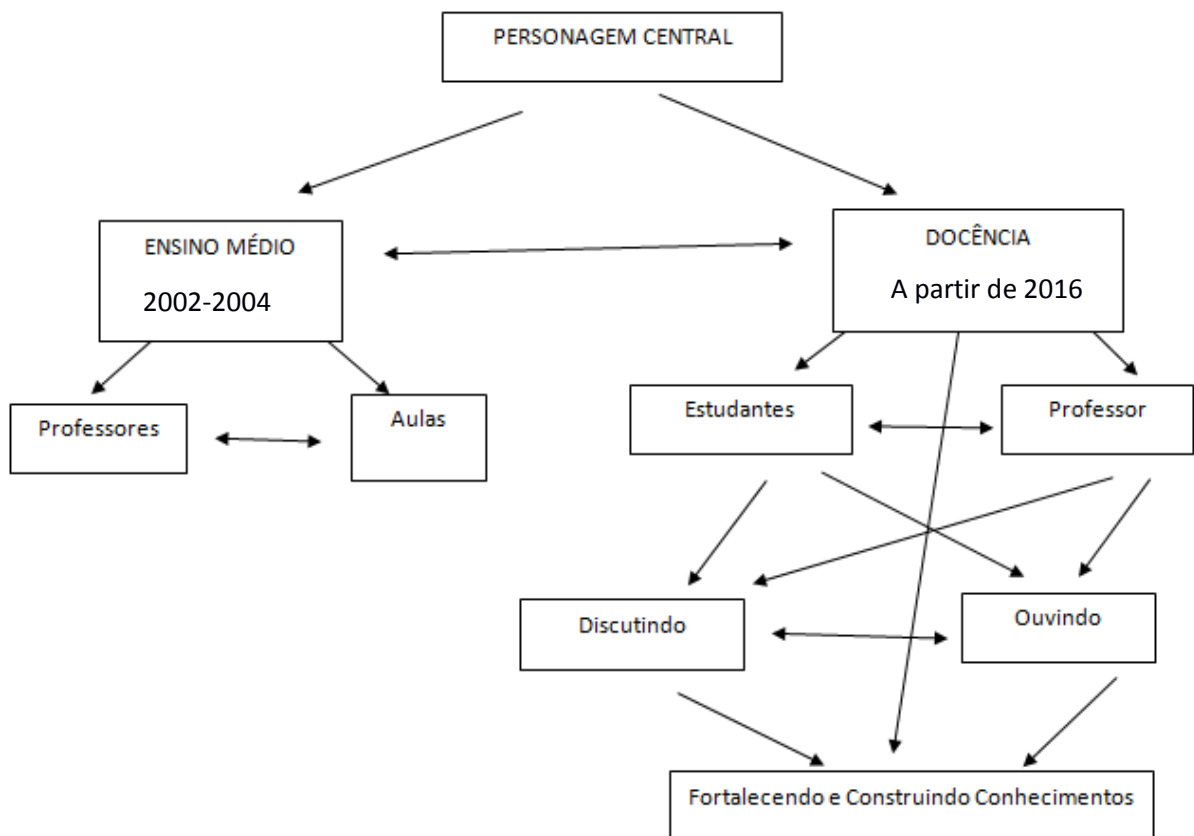 PERSONAGEM CENTRAL
ENSINO MÉDIO
2002-2004
DOCÊNCIA
A partir de 2016
Professores
Aulas
Estudantes
Professor
Discutindo
Ouvindo
Fortalecendo e Construindo Conhecimentos